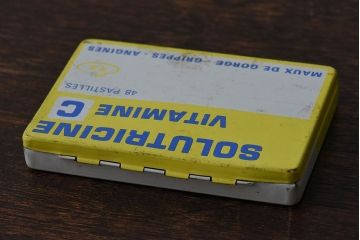 SOLUTRICINE
VITAMINE C
48 PASTILLES
MAUX DE GORGE - GRIPPES - ANGINES